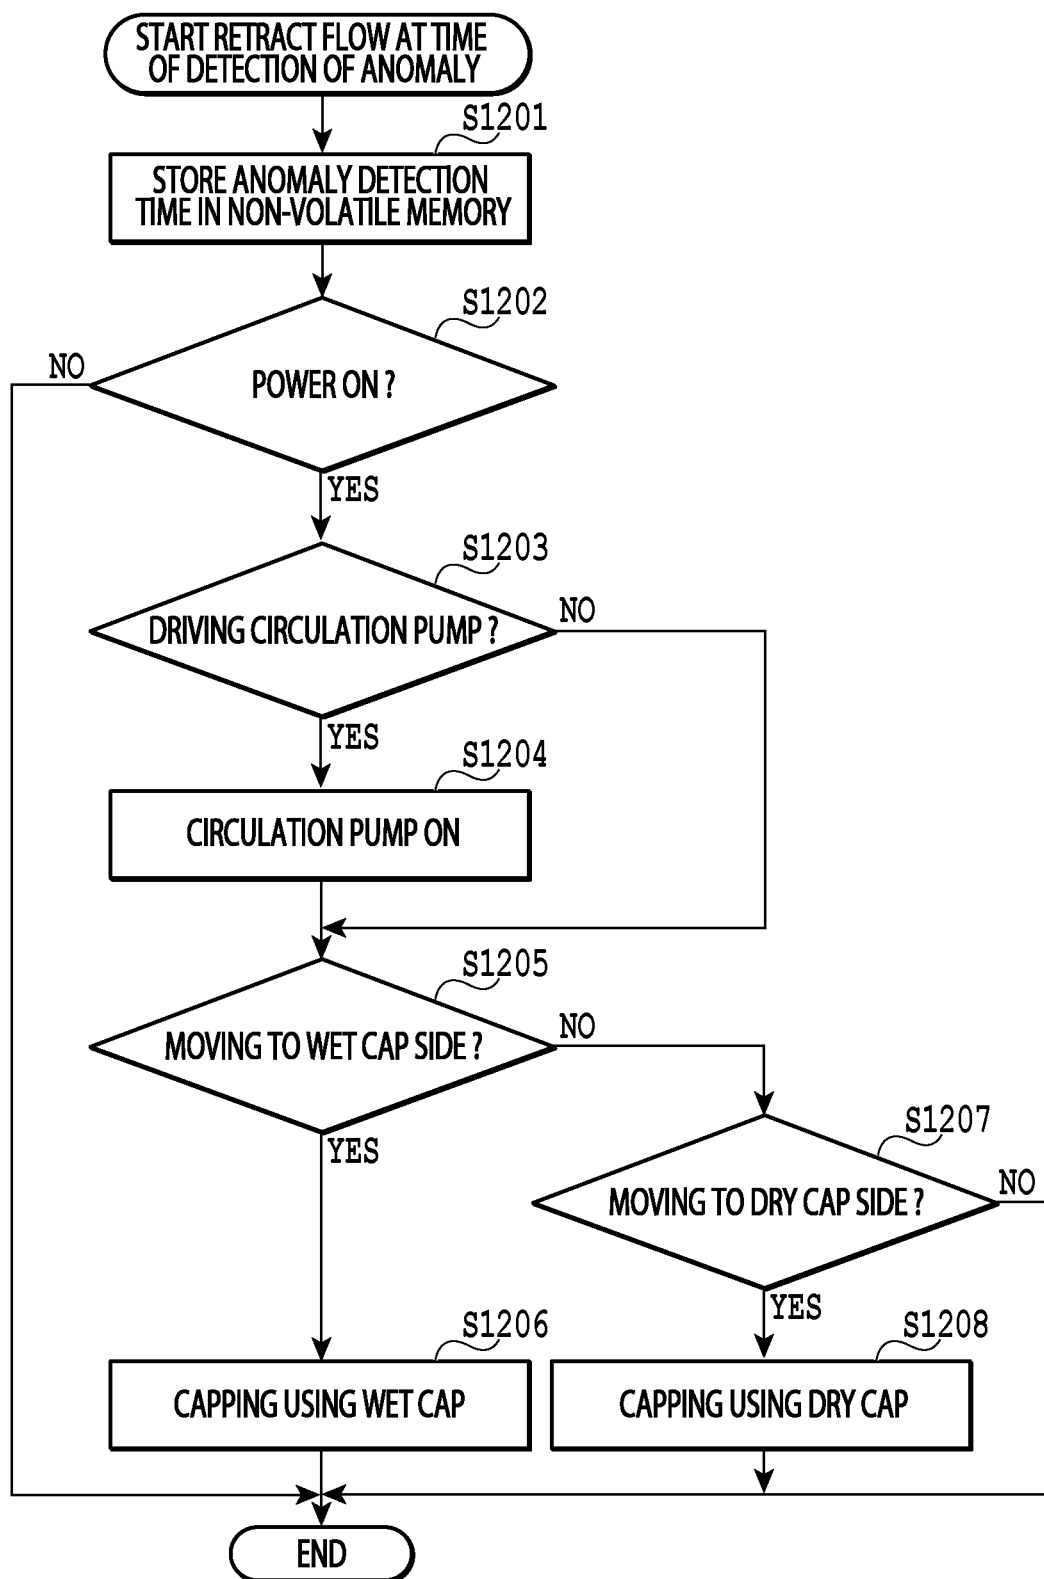 START RETRACT FLOW AT TIME
OF DETECTION OF ANOMALY
S1201
STORE ANOMALY DETECTION
TIME IN NON-VOLATILE MEMORY
S1202
NO
POWER ON ?
YES
S1203
NO
DRIVING CIRCULATION PUMP ?
YES
S1204
CIRCULATION PUMP ON
S1205
NO
MOVING TO WET CAP SIDE ?
YES
S1207
NO
MOVING TO DRY CAP SIDE ?
YES
S1206
CAPPING USING WET CAP
S1208
CAPPING USING DRY CAP
END